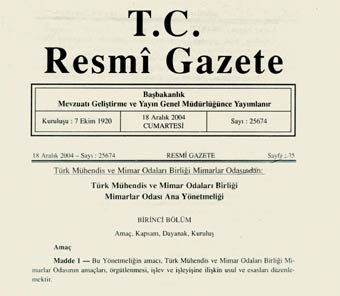 T.C.
Resmî Gazete
Başbakanlık
Mevzuatı Geliştirme ve Yayın Genel Müdürlüğünce Yayımlanır
Kuruluşu : 7 Ekim 1920
18 Aralık 2004
CUMARTESİ
Sayı : 25674
18 Aralık 2004 – Sayı : 25674 RESMÎ GAZETE Sayfa : 75
Türk Mühendis ve Mimar Odaları Birliği Mimarlar Odasından:
Türk Mühendis ve Mimar Odaları Birliği
Mimarlar Odası Ana Yönetmeliği
BİRİNCİ BÖLÜM
Amaç, Kapsam, Dayanak, Kuruluş
Amaç
Madde 1 — Bu Yönetmeliğin amacı, Türk Mühendis ve Mimar Odaları Birliği Mi-
marlar Odasının amaçları, örgütlenmesi, işlev ve işleyişine ilişkin usul ve esasları düzenle-
mektir.